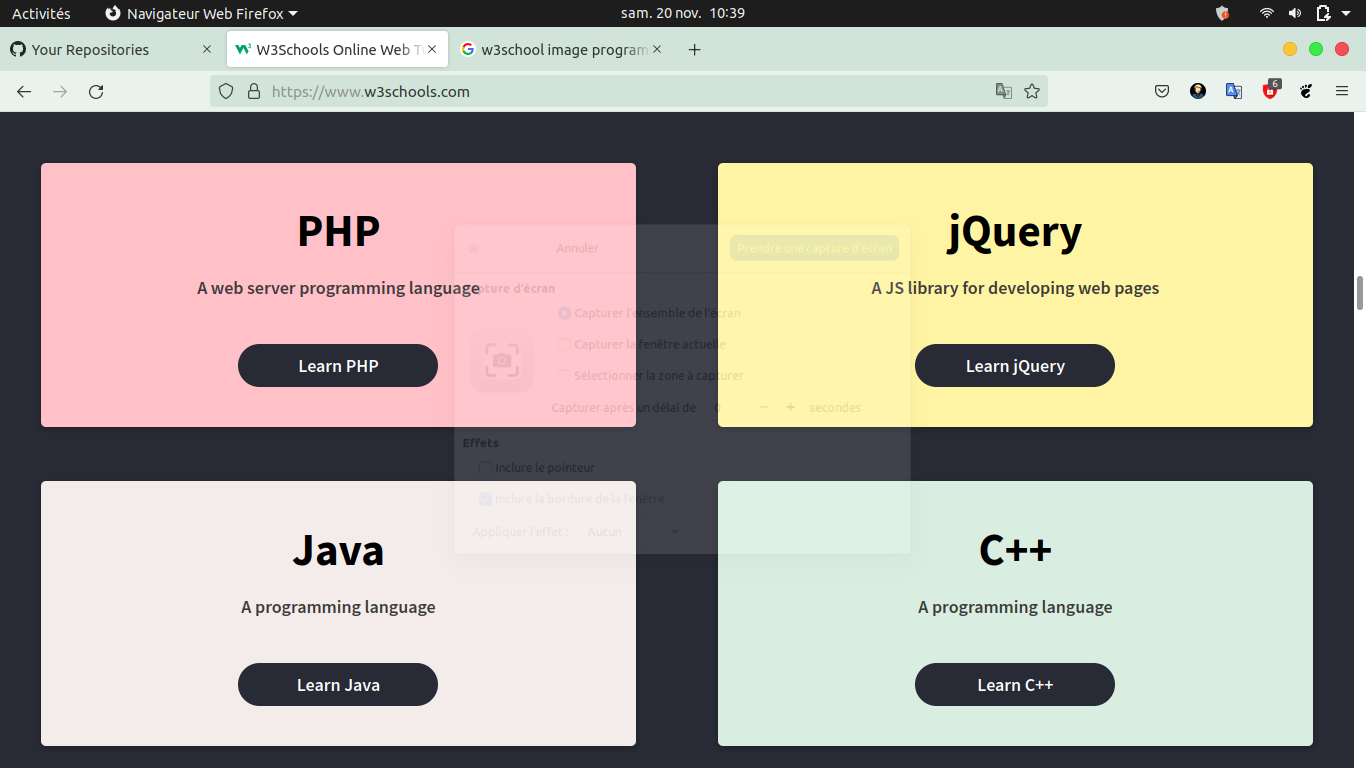 Activités
Navigateur Web Firefox
sam. 20 nov. 10:39
Your Repositories
W3Schools Online Web
w3school image program
https://www.w3schools.com
6
PHP
A web server programming language
Learn PHP
jQuery
A JS library for developing web pages
Learn jQuery
Annuler
Prendre une capture d'écran
Capture d'écran
Capturer l'ensemble de l'écran
Capturer la fenêtre actuelle
Sélectionner la zone à capturer
Capturer après un délai de 0 − + secondes
Effets
Inclure le pointeur
Inclure la bordure de la fenêtre
Appliquer l'effet : Aucun
Java
A programming language
Learn Java
C++
A programming language
Learn C++